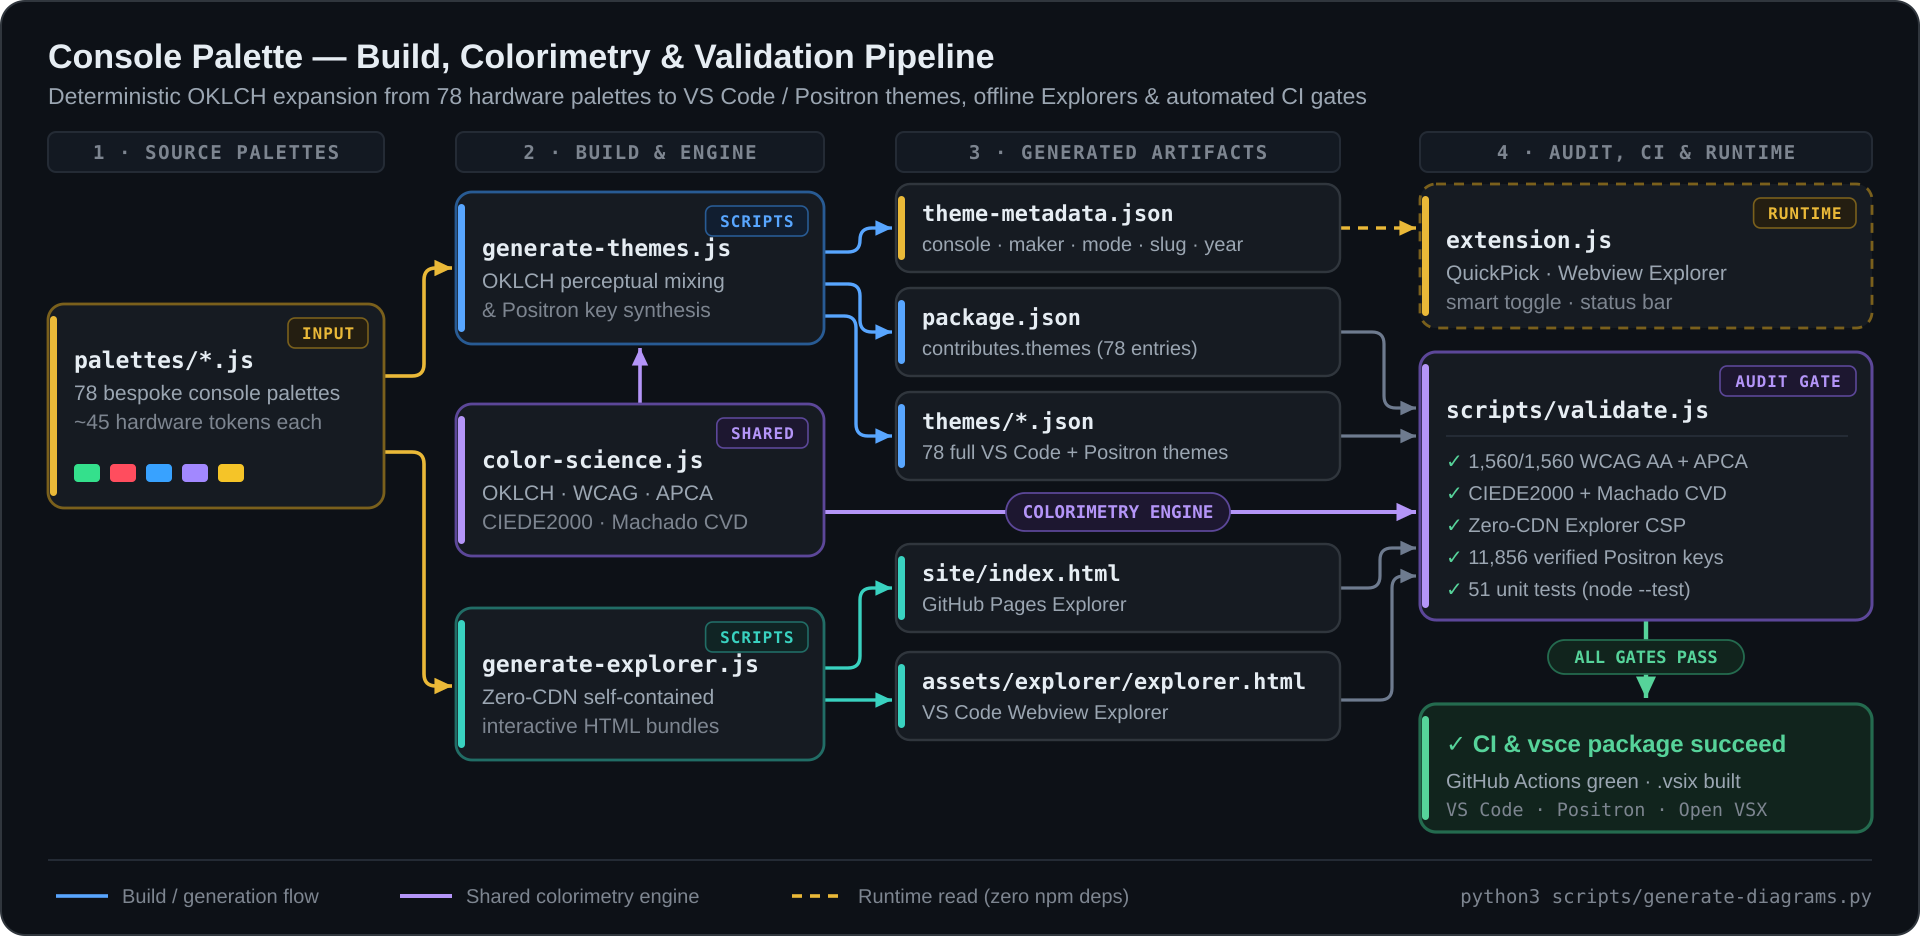 Console Palette — Build, Colorimetry & Validation Pipeline
Deterministic OKLCH expansion from 78 hardware palettes to VS Code / Positron themes, offline Explorers & automated CI gates
1 · SOURCE PALETTES
INPUT
palettes/*.js
78 bespoke console palettes
~45 hardware tokens each
2 · BUILD & ENGINE
SCRIPTS
generate-themes.js
OKLCH perceptual mixing
& Positron key synthesis
SHARED
color-science.js
OKLCH · WCAG · APCA
CIEDE2000 · Machado CVD
SCRIPTS
generate-explorer.js
Zero-CDN self-contained
interactive HTML bundles
3 · GENERATED ARTIFACTS
theme-metadata.json
console · maker · mode · slug · year
package.json
contributes.themes (78 entries)
themes/*.json
78 full VS Code + Positron themes
COLORIMETRY ENGINE
site/index.html
GitHub Pages Explorer
assets/explorer/explorer.html
VS Code Webview Explorer
4 · AUDIT, CI & RUNTIME
RUNTIME
extension.js
QuickPick · Webview Explorer
smart toggle · status bar
AUDIT GATE
scripts/validate.js
✓ 1,560/1,560 WCAG AA + APCA
✓ CIEDE2000 + Machado CVD
✓ Zero-CDN Explorer CSP
✓ 11,856 verified Positron keys
✓ 51 unit tests (node --test)
ALL GATES PASS
✓ CI & vsce package succeed
GitHub Actions green · .vsix built
VS Code · Positron · Open VSX
Build / generation flow
Shared colorimetry engine
Runtime read (zero npm deps)
python3 scripts/generate-diagrams.py